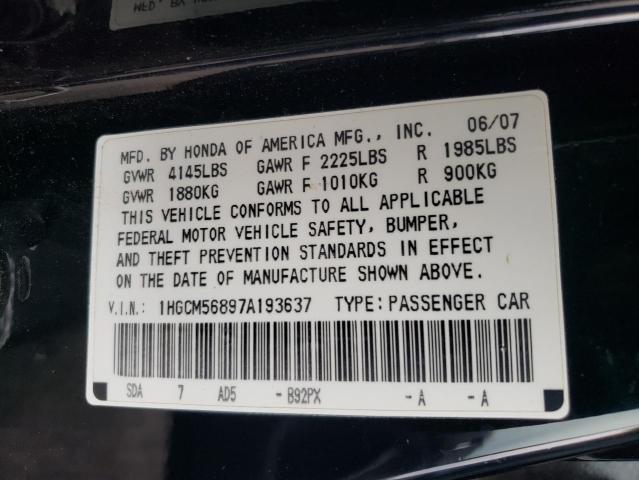 MFD. BY HONDA OF AMERICA MFG., INC. 06/07
GVWR 4145LBS GAWR F 2225LBS R 1985LBS
GVWR 1880KG GAWR F 1010KG R 900KG
THIS VEHICLE CONFORMS TO ALL APPLICABLE
FEDERAL MOTOR VEHICLE SAFETY, BUMPER,
AND THEFT PREVENTION STANDARDS IN EFFECT
ON THE DATE OF MANUFACTURE SHOWN ABOVE.
V.I.N.: 1HGCM56897A193637 TYPE: PASSENGER CAR
SDA 7 AD5 - B92PX - A - A